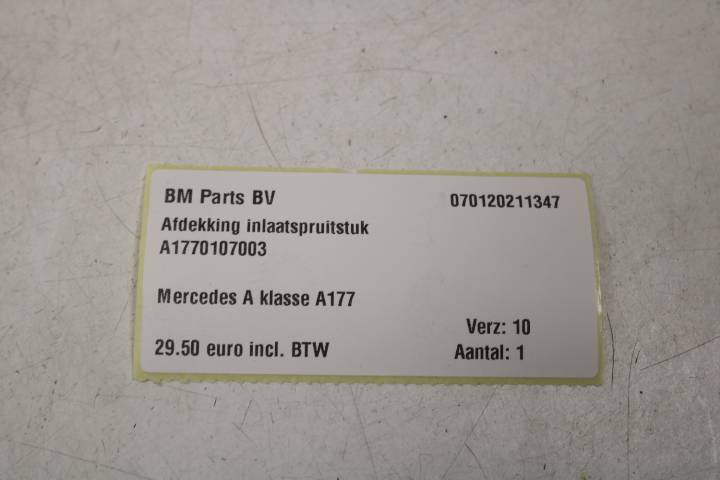 BM Parts BV 070120211347
Afdekking inlaatspruitstuk
A1770107003
Mercedes A klasse A177
Verz: 10
29.50 euro incl. BTW Aantal: 1